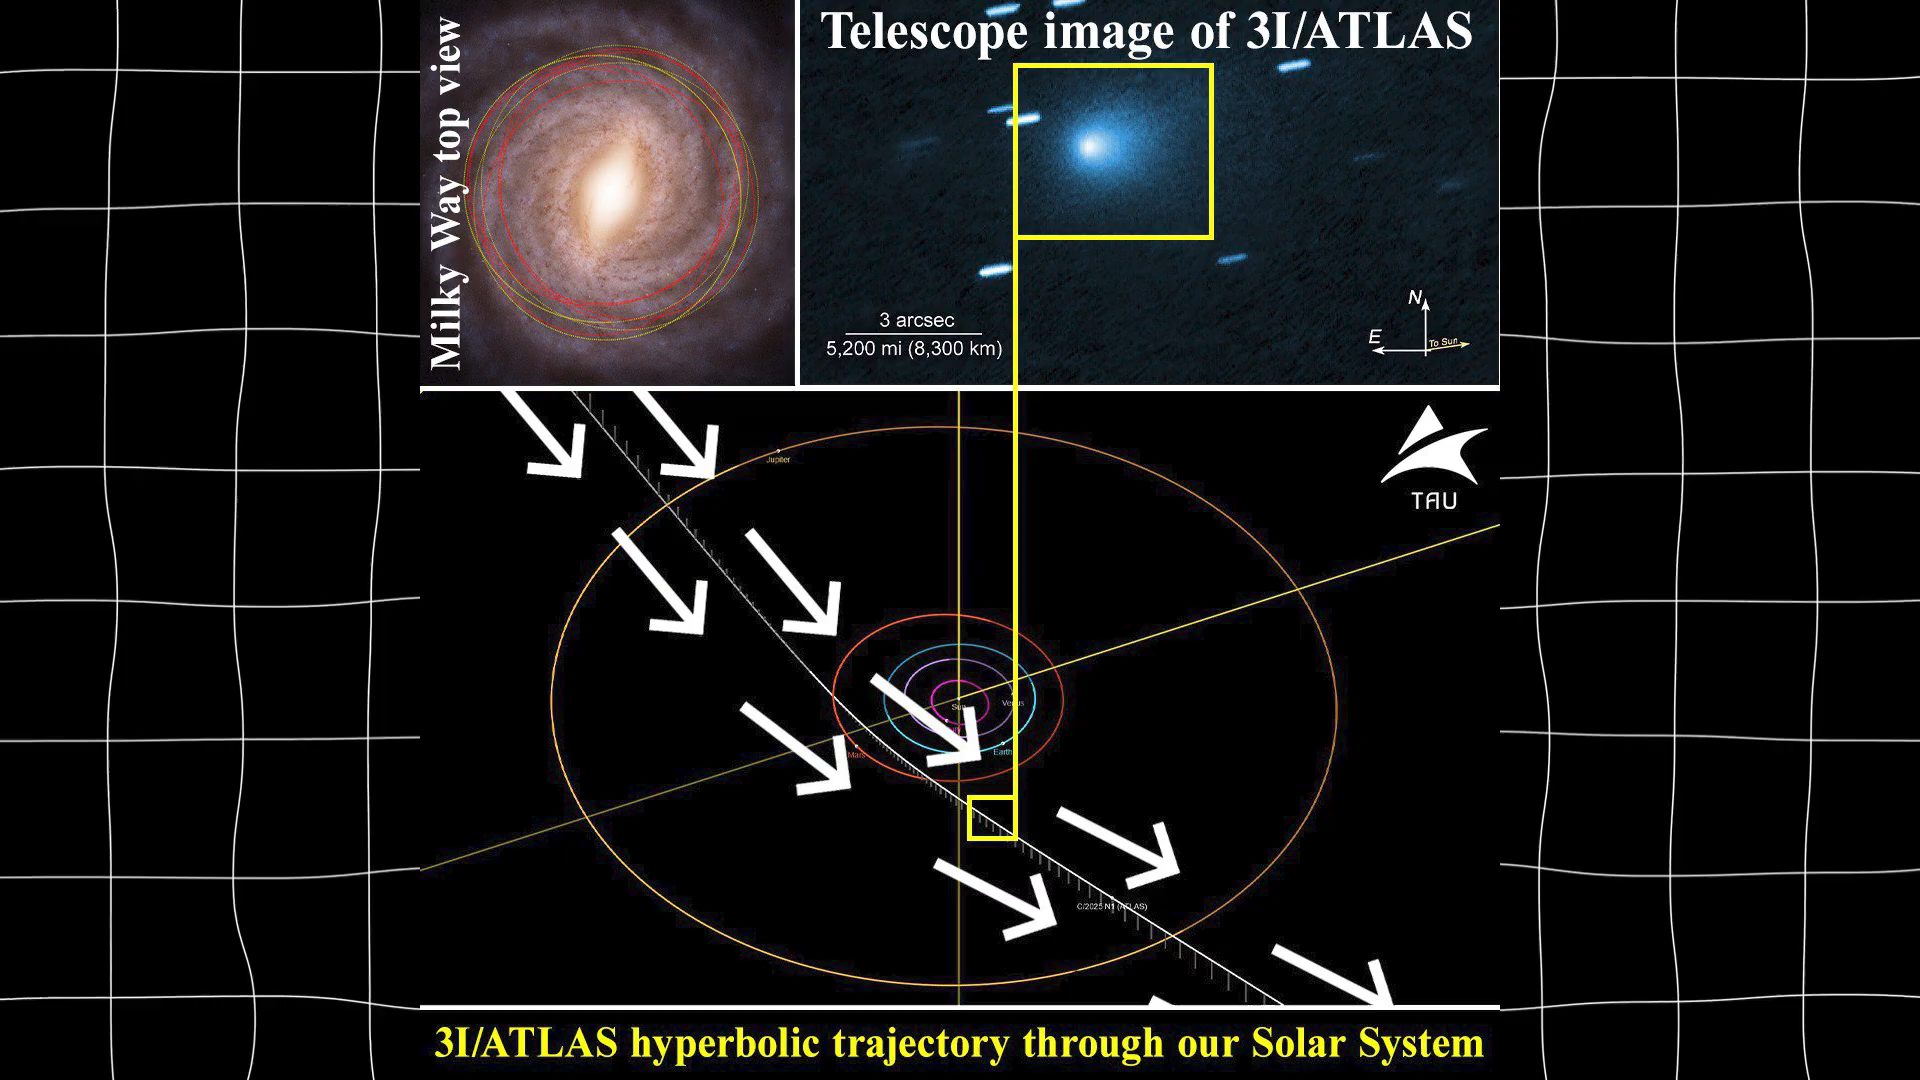 Milky Way top view
Telescope image of 3I/ATLAS
3 arcsec
5,200 mi (8,300 km)
N
E
To Sun
Jupiter
TAU
Sun
Venus
Earth
Mars
C/2025 N1 (ATLAS)
3I/ATLAS hyperbolic trajectory through our Solar System